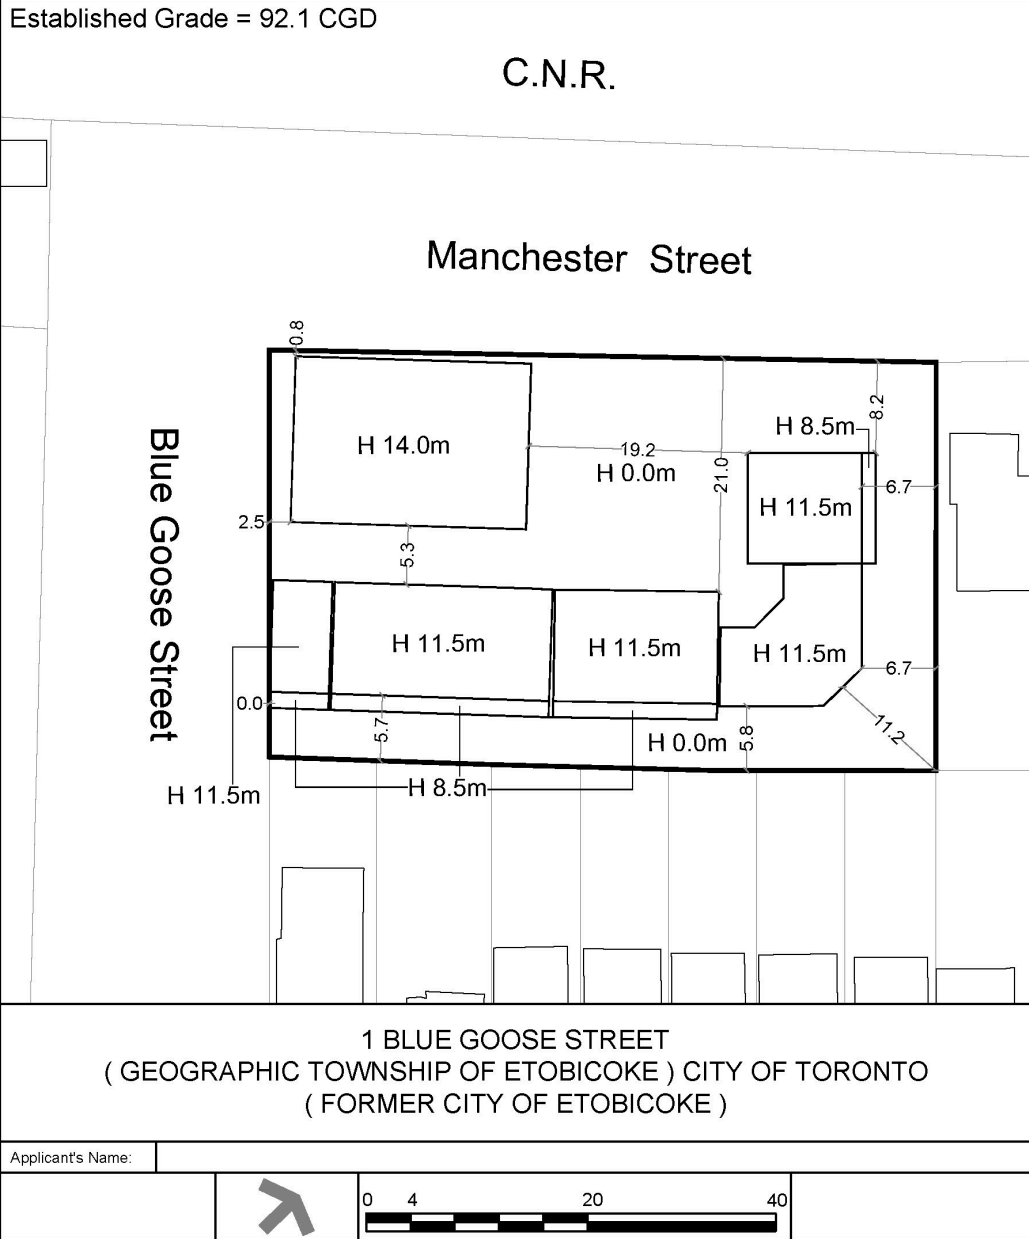 Established Grade = 92.1 CGD
C.N.R.
Manchester Street
Blue Goose Street
0.8
8.2
H 8.5m
H 14.0m
19.2
H 0.0m
21.0
6.7
H 11.5m
2.5
5.3
H 11.5m
H 11.5m
H 11.5m
6.7
0.0
5.7
H 0.0m
5.8
11.2
H 11.5m
H 8.5m
1 BLUE GOOSE STREET
( GEOGRAPHIC TOWNSHIP OF ETOBICOKE ) CITY OF TORONTO
( FORMER CITY OF ETOBICOKE )
Applicant's Name:
0 4 20 40